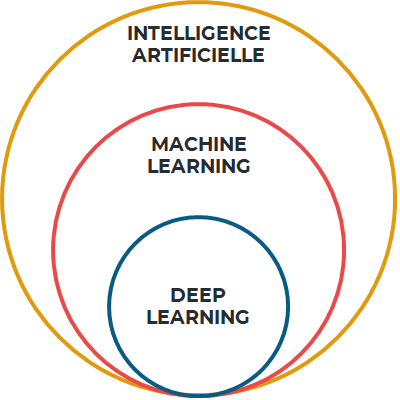 INTELLIGENCE
ARTIFICIELLE
MACHINE
LEARNING
DEEP
LEARNING